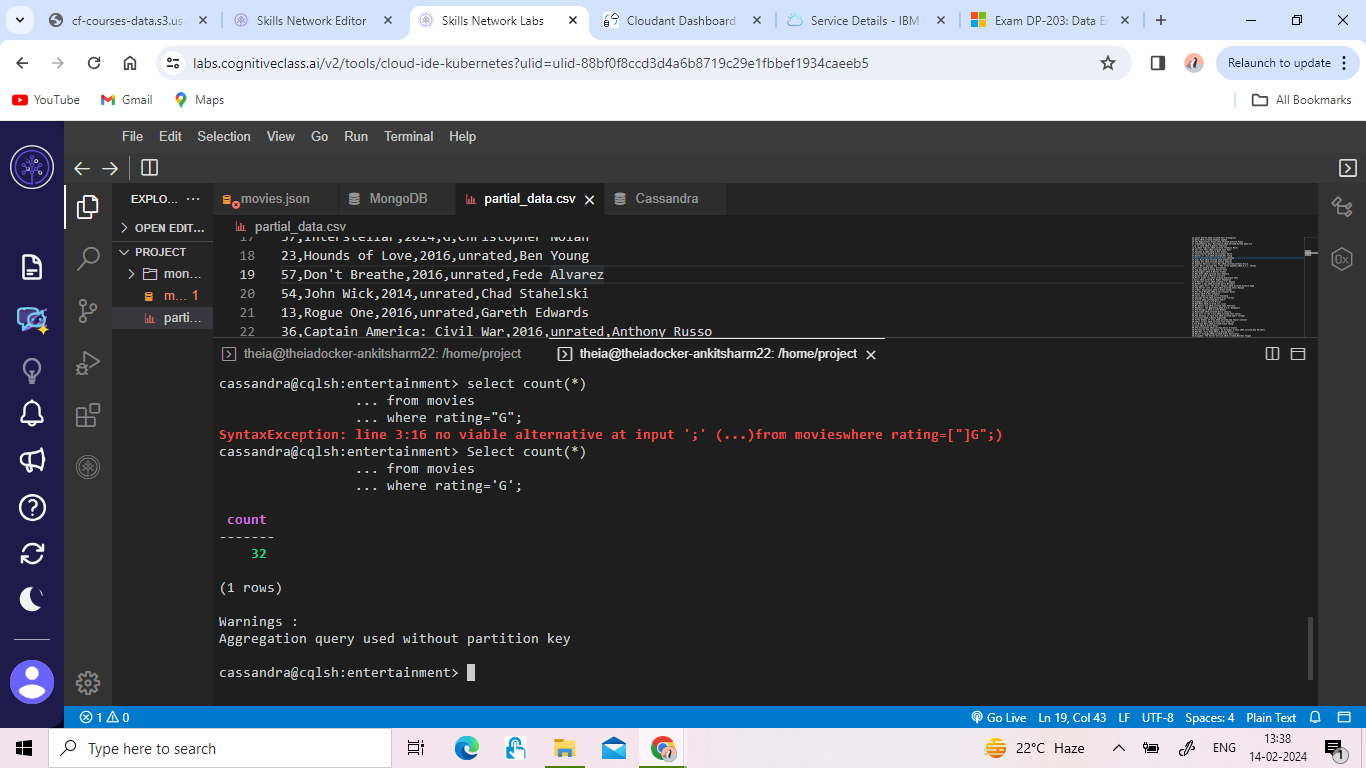 cf-courses-data.s3.us.
Skills Network Editor
Skills Network Labs
Cloudant Dashboard
Service Details - IBM
Exam DP-203: Data E
labs.cognitiveclass.ai/v2/tools/cloud-ide-kubernetes?ulid=ulid-88bf0f8ccd3d4a6b8719c29e1fbbef1934caeeb5
Relaunch to update
YouTube
Gmail
Maps
All Bookmarks
File Edit Selection View Go Run Terminal Help
EXPLO... ...
movies.json
MongoDB
partial_data.csv
Cassandra
OPEN EDIT...
PROJECT
mon...
m... 1
parti...
partial_data.csv
17 37,Interstellar,2014,G,Christopher Nolan
18 23,Hounds of Love,2016,unrated,Ben Young
19 57,Don't Breathe,2016,unrated,Fede Alvarez
20 54,John Wick,2014,unrated,Chad Stahelski
21 13,Rogue One,2016,unrated,Gareth Edwards
22 36,Captain America: Civil War,2016,unrated,Anthony Russo
theia@theiadocker-ankitsharm22: /home/project
theia@theiadocker-ankitsharm22: /home/project
cassandra@cqlsh:entertainment> select count(*)
... from movies
... where rating="G";
SyntaxException: line 3:16 no viable alternative at input ';' (...)from movieswhere rating=["]G";)
cassandra@cqlsh:entertainment> Select count(*)
... from movies
... where rating='G';
count
-------
32
(1 rows)
Warnings :
Aggregation query used without partition key
cassandra@cqlsh:entertainment>
1 0
Go Live Ln 19, Col 43 LF UTF-8 Spaces: 4 Plain Text
Type here to search
22°C Haze
ENG
13:38
14-02-2024
1